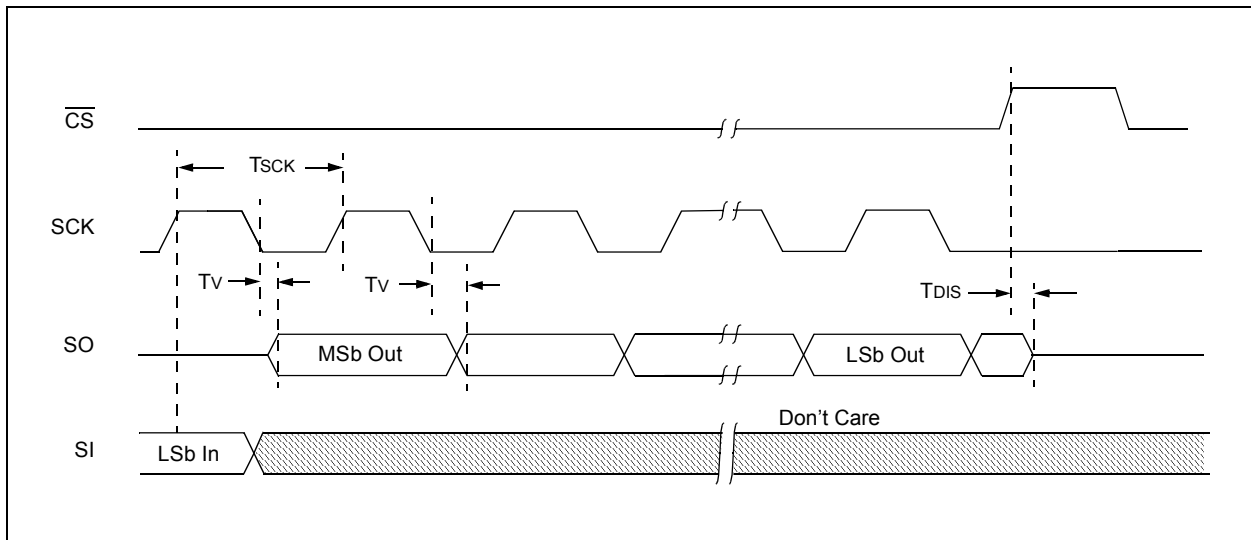 CS
TSCK
SCK
TV
TV
TDIS
SO
MSb Out
LSb Out
Don't Care
SI
LSb In